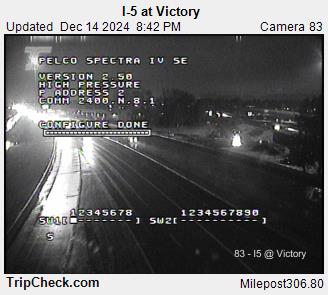 I-5 at Victory
Updated Dec 14 2024 8:42 PM Camera 83
PELCO SPECTRA IV SE
VERSION 2.50
HIGH PRESSURE
P ADDRESS 2
COMM 2400.N.8.1
CONFIGURE DONE
12345678 1234567890
SW1 SW2
S
83 - I5 @ Victory
TripCheck.com Milepost306.80